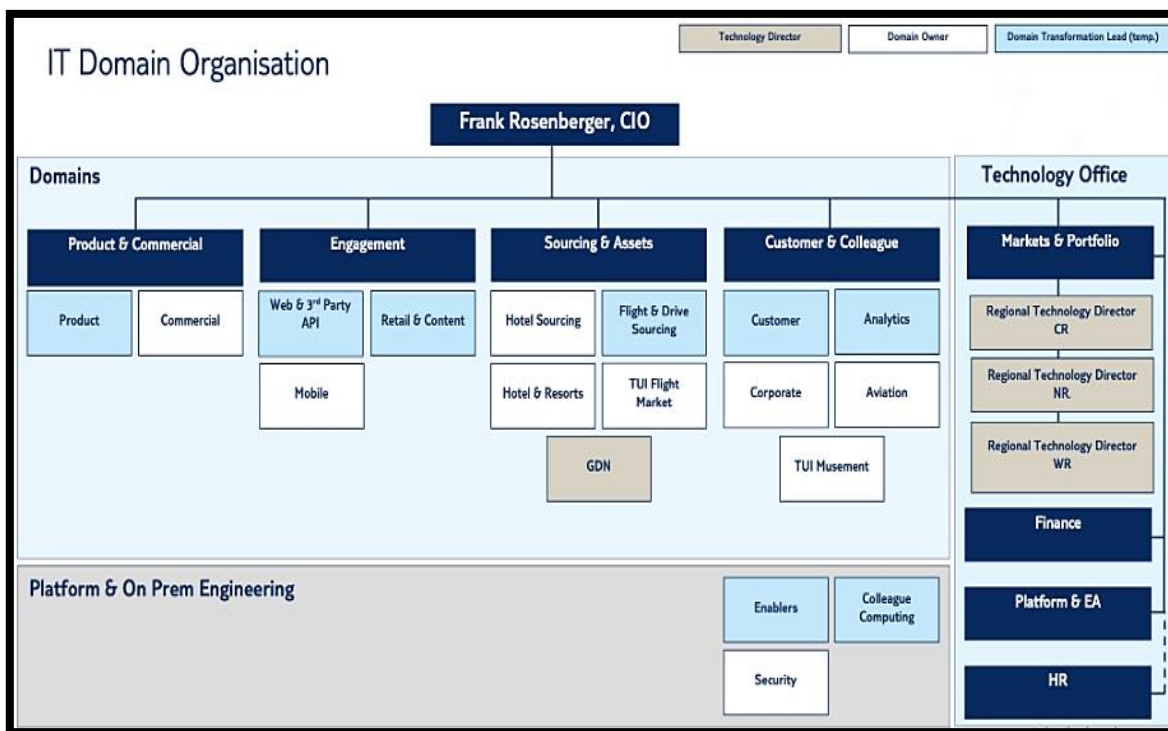 Technology Director
Domain Owner
Domain Transformation Lead (temp.)
IT Domain Organisation
Frank Rosenberger, CIO
Domains
Technology Office
Product & Commercial
Engagement
Sourcing & Assets
Customer & Colleague
Markets & Portfolio
Product
Commercial
Web & 3rd Party
API
Retail & Content
Hotel Sourcing
Flight & Drive
Sourcing
Customer
Analytics
Regional Technology Director
CR
Mobile
Hotel & Resorts
TUI Flight
Market
Corporate
Aviation
Regional Technology Director
NR.
GDN
TUI Musement
Regional Technology Director
WR
Finance
Platform & On Prem Engineering
Enablers
Colleague
Computing
Platform & EA
Security
HR